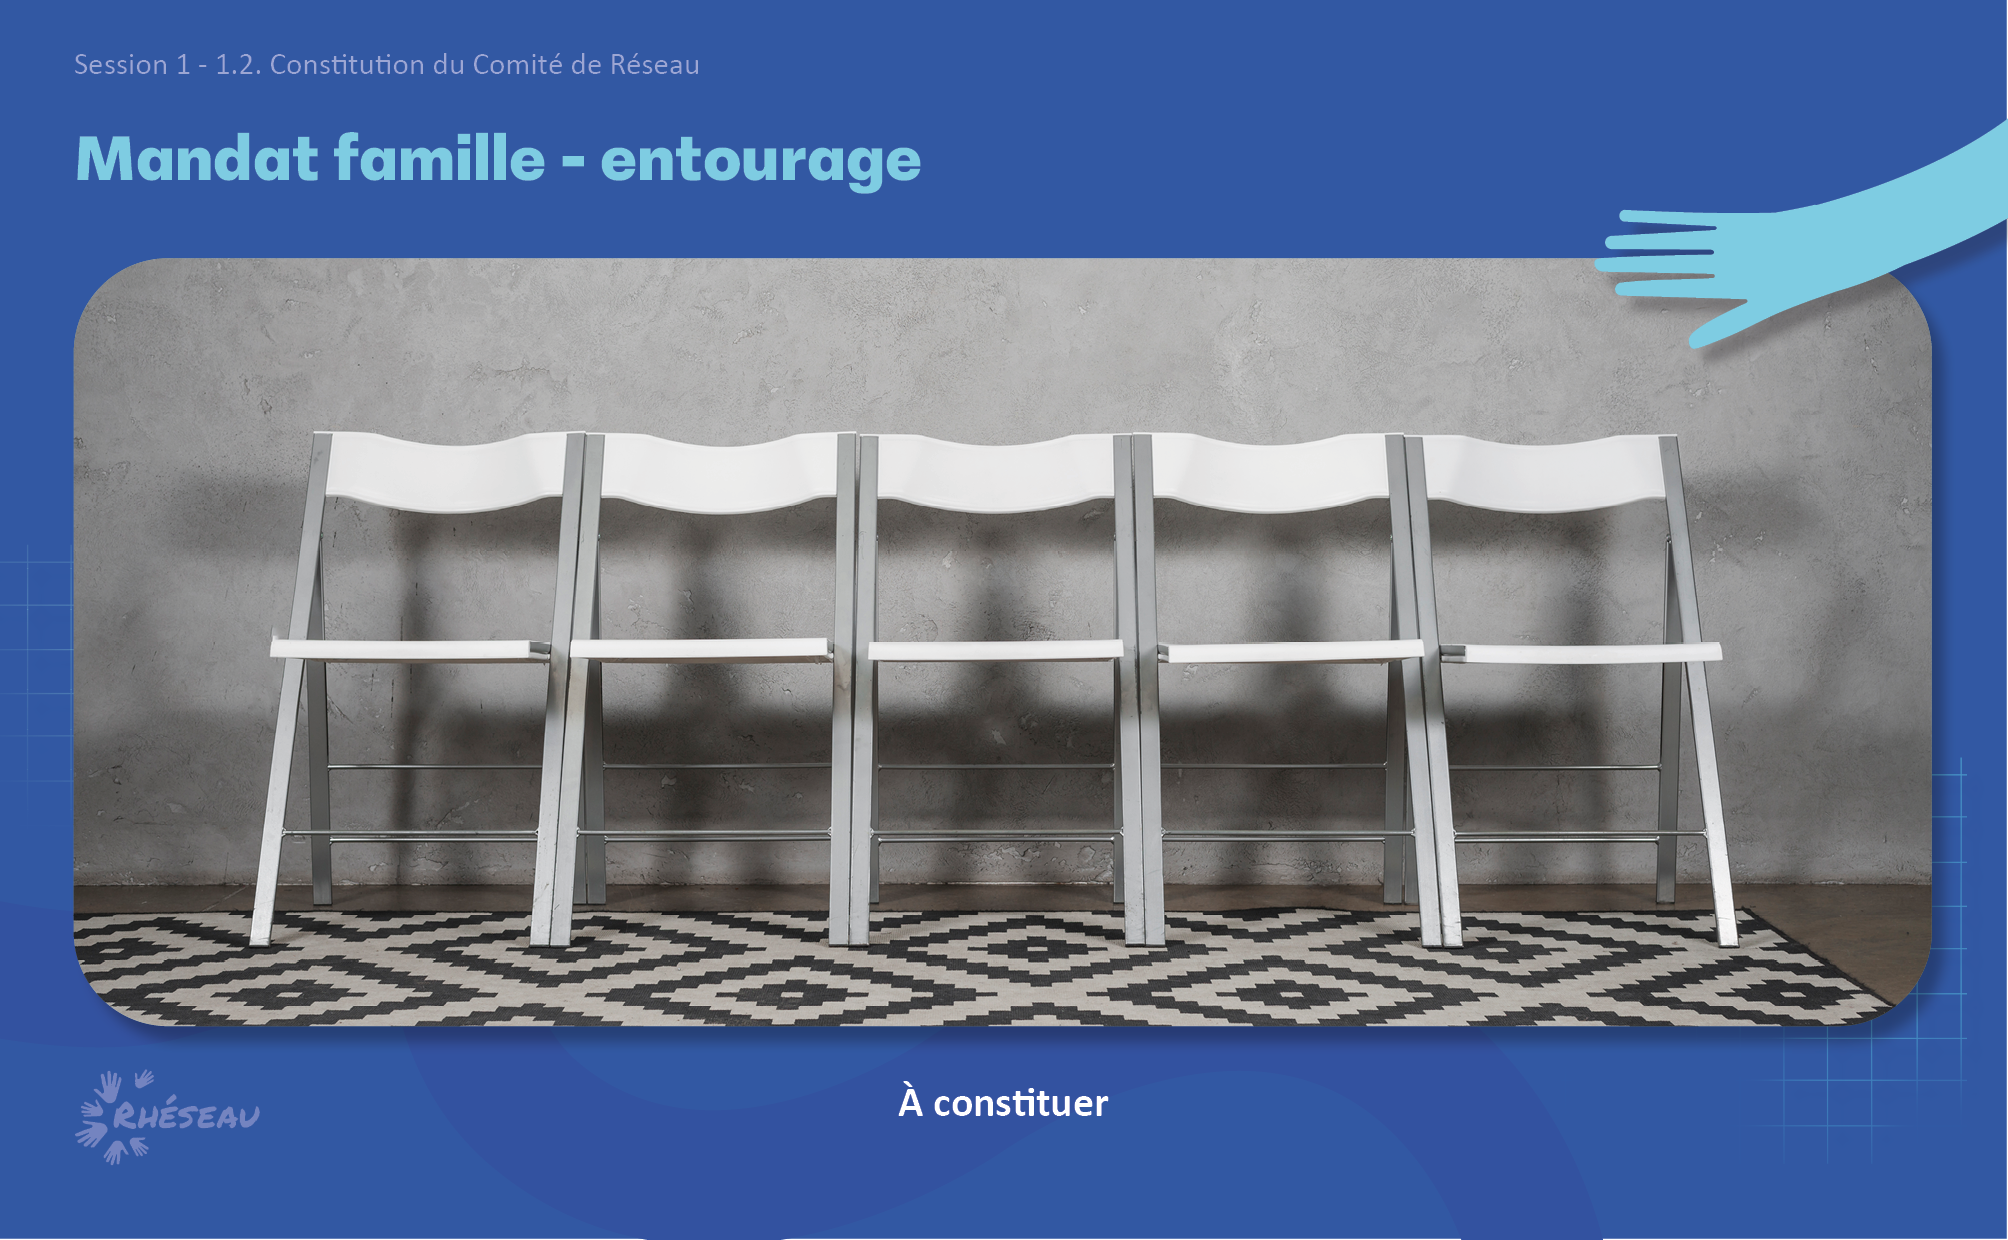 Session 1 - 1.2. Constitution du Comité de Réseau
Mandat famille - entourage
À constituer
RHÉSEAU